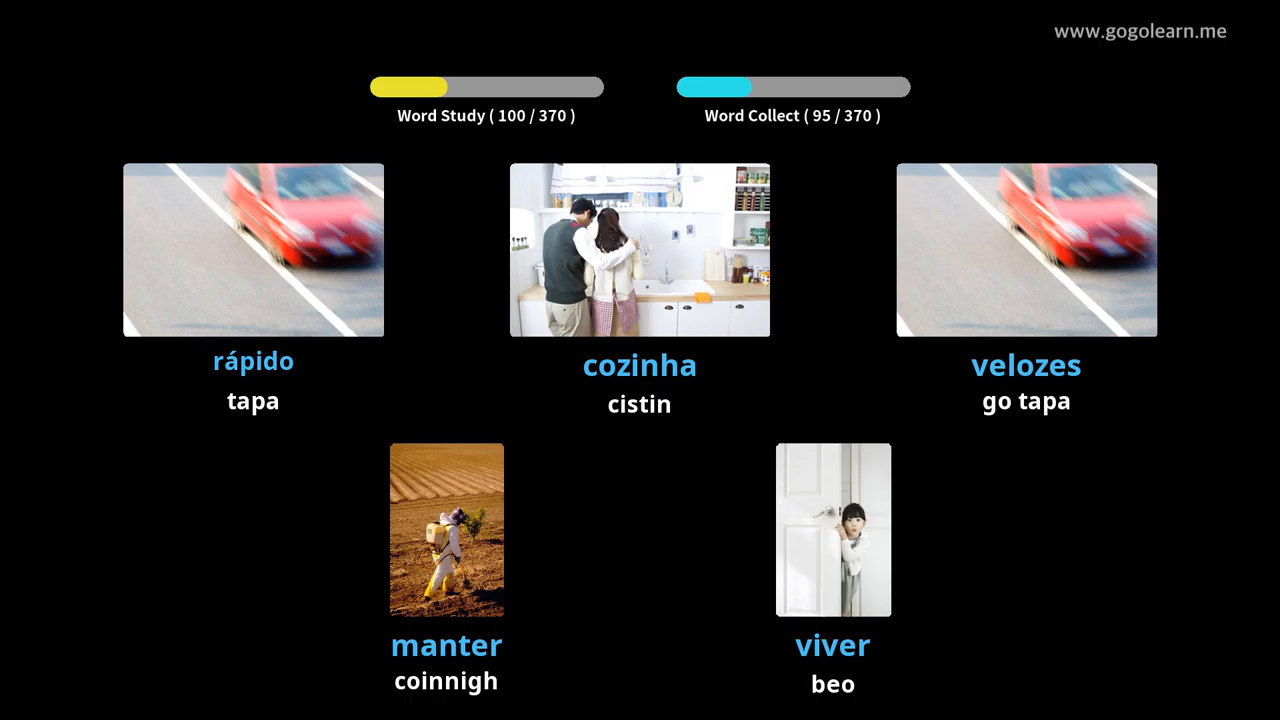 www.gogolearn.me
Word Study ( 100 / 370 )
Word Collect ( 95 / 370 )
rápido
tapa
cozinha
cistin
velozes
go tapa
manter
coinnigh
viver
beo